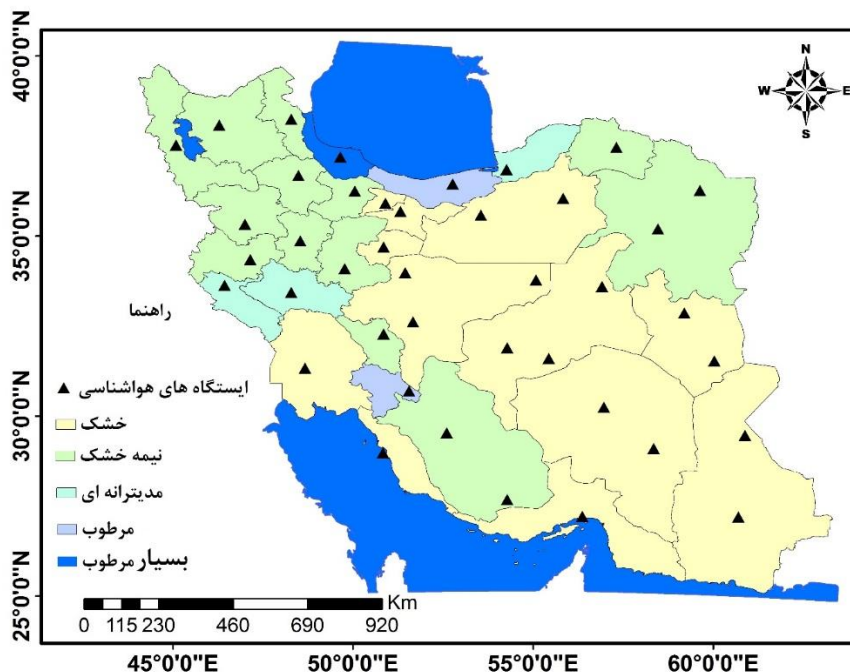 40°0'0"N
35°0'0"N
30°0'0"N
25°0'0"N
N
W E
S
راهنما
ایستگاه های هواشناسی
خشک
نیمه خشک
مدیترانه ای
مرطوب
بسیار مرطوب
Km
0 115 230 460 690 920
45°0'0"E 50°0'0"E 55°0'0"E 60°0'0"E